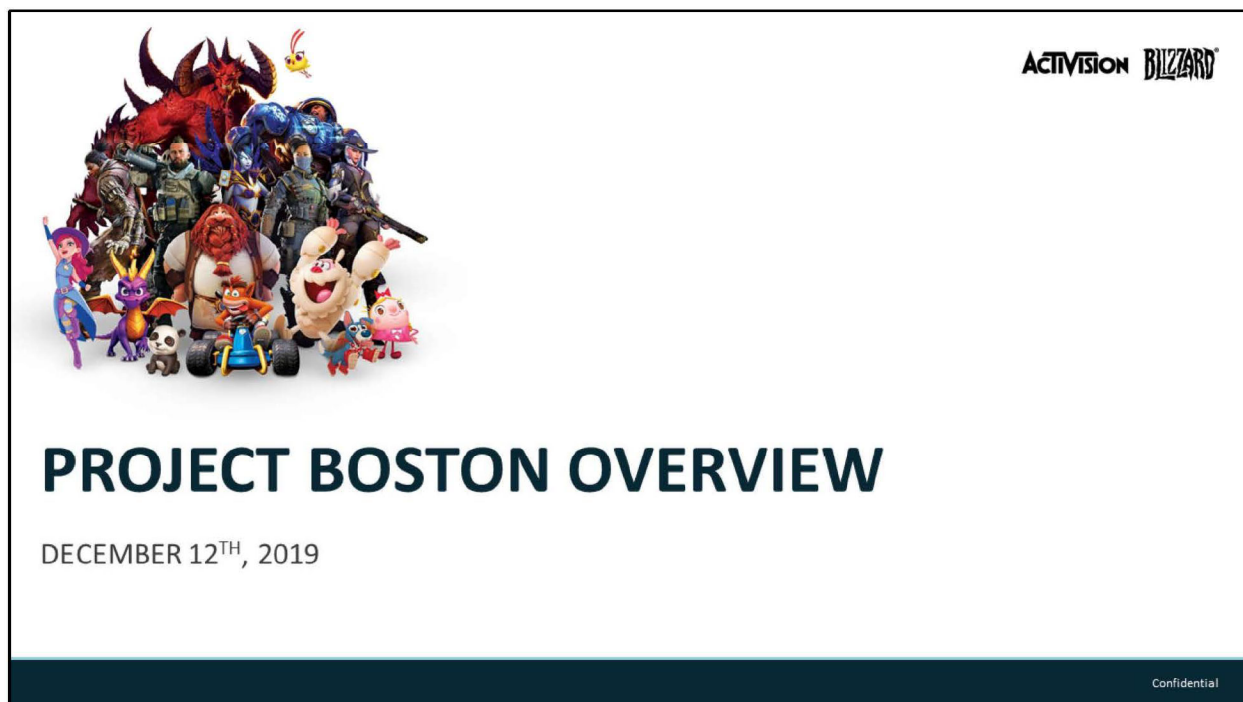 ACTIVISION BLIZZARD®
PROJECT BOSTON OVERVIEW
DECEMBER 12TH, 2019
Confidential